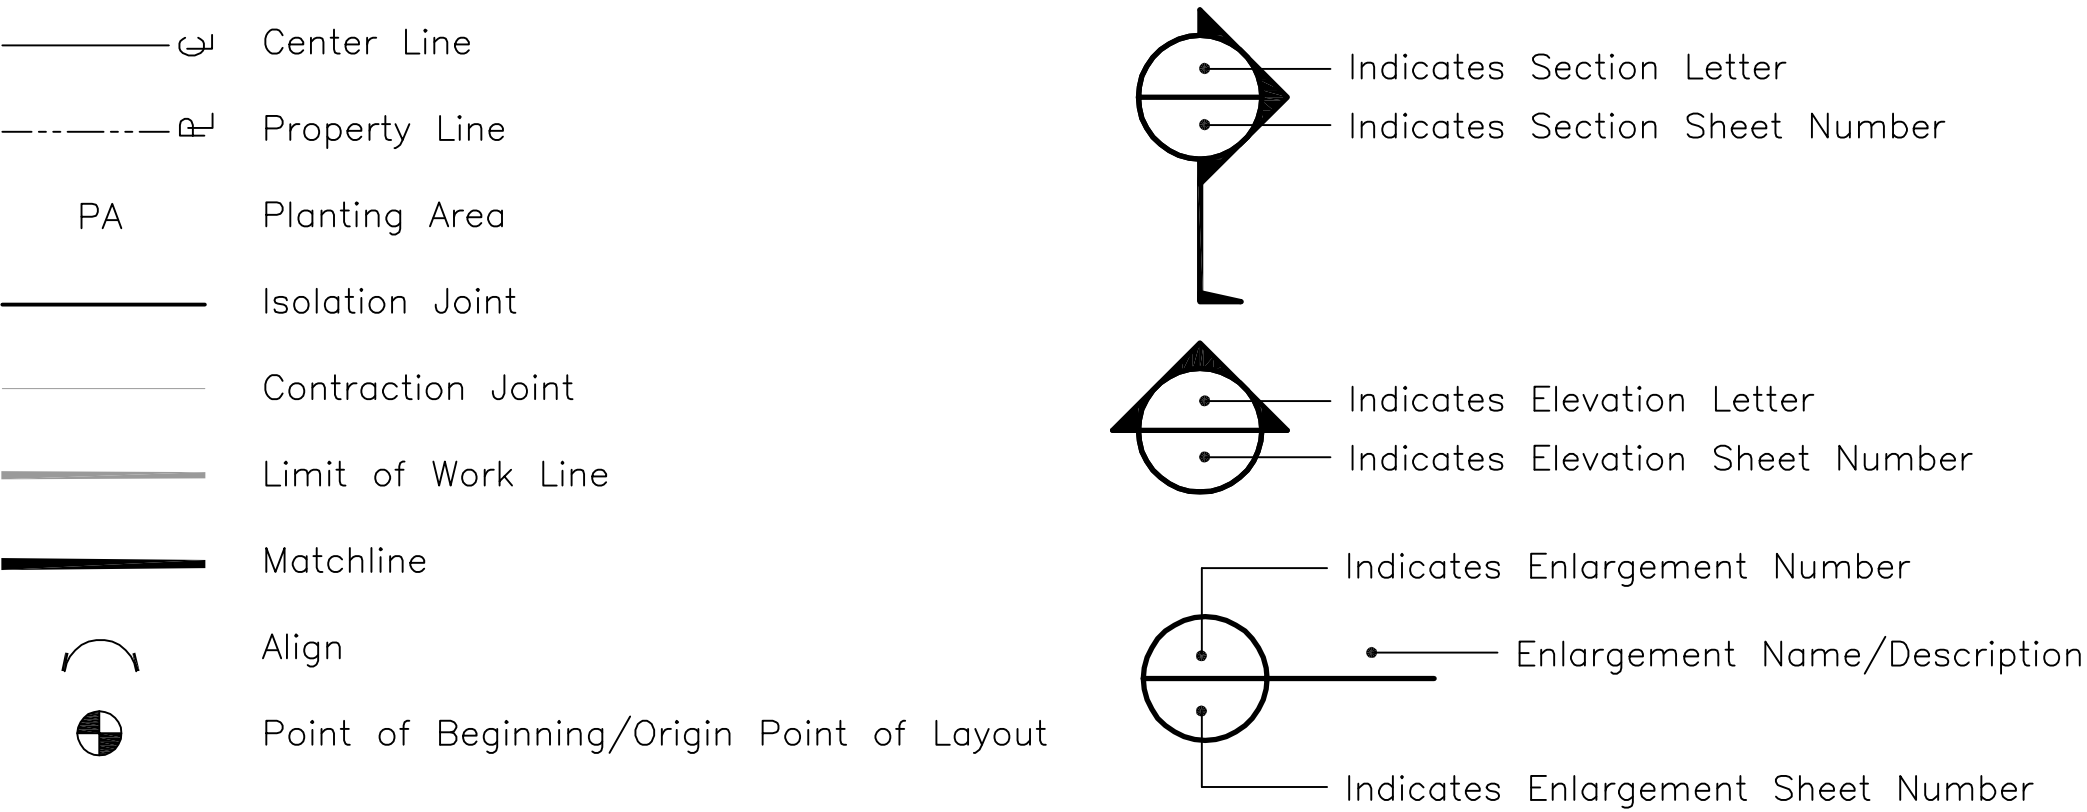 CL Center Line
PL Property Line
PA Planting Area
Isolation Joint
Contraction Joint
Limit of Work Line
Matchline
Align
Point of Beginning/Origin Point of Layout
Indicates Section Letter
Indicates Section Sheet Number
Indicates Elevation Letter
Indicates Elevation Sheet Number
Indicates Enlargement Number
Enlargement Name/Description
Indicates Enlargement Sheet Number